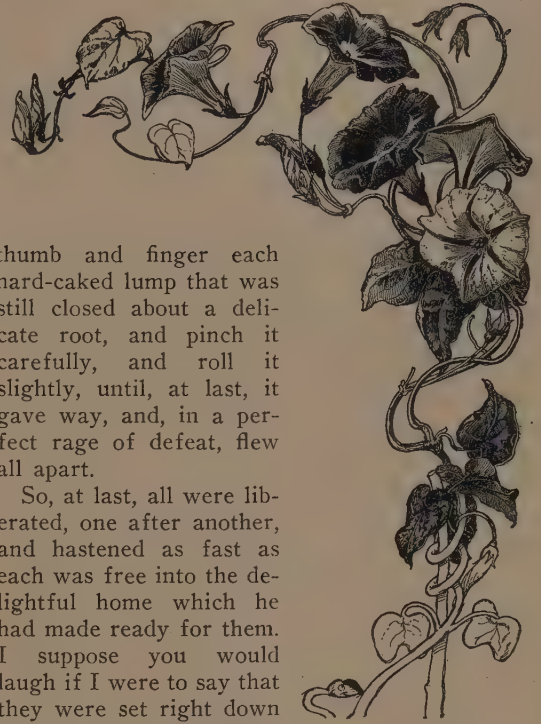 thumb and finger each
hard-caked lump that was
still closed about a deli-
cate root, and pinch it
carefully, and roll it
slightly, until, at last, it
gave way, and, in a per-
fect rage of defeat, flew
all apart.
So, at last, all were lib-
erated, one after another,
and hastened as fast as
each was free into the de-
lightful home which he
had made ready for them.
I suppose you would
laugh if I were to say that
they were set right down